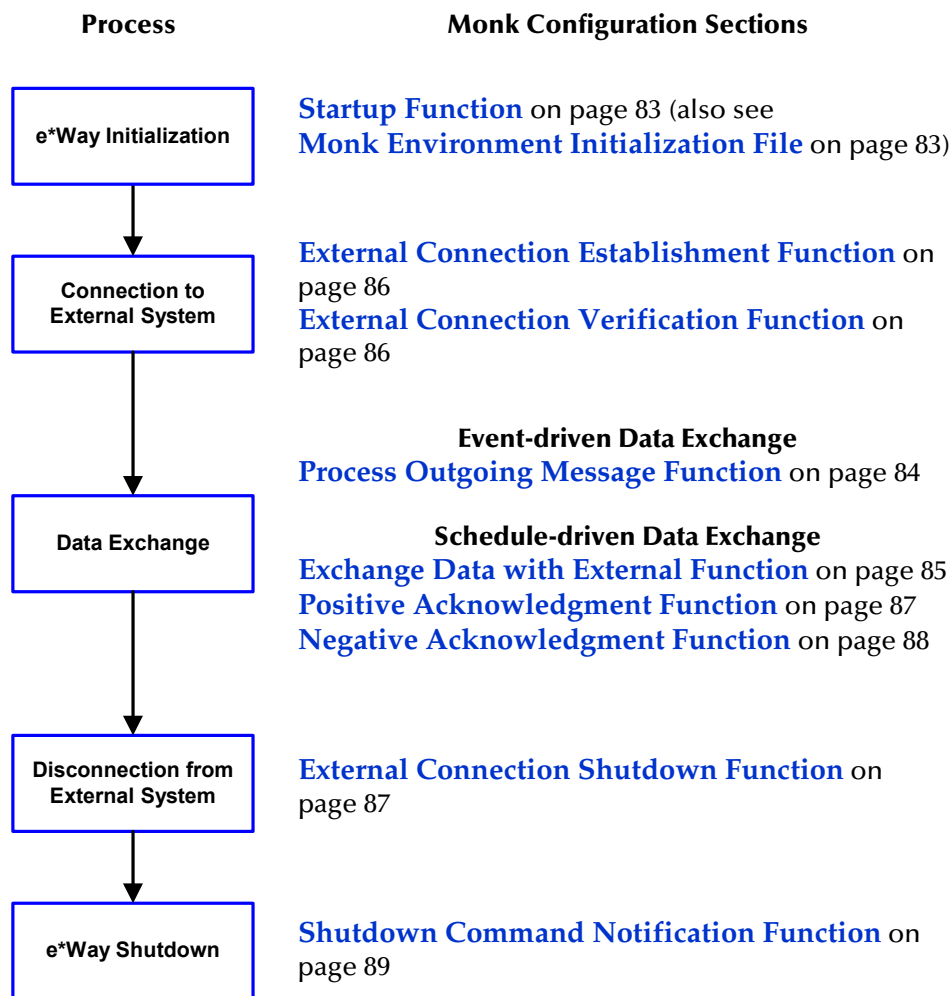 Process
Monk Configuration Sections
e*Way Initialization
Startup Function on page 83 (also see
Monk Environment Initialization File on page 83)
Connection to
External System
External Connection Establishment Function on
page 86
External Connection Verification Function on
page 86
Data Exchange
Event-driven Data Exchange
Process Outgoing Message Function on page 84
Schedule-driven Data Exchange
Exchange Data with External Function on page 85
Positive Acknowledgment Function on page 87
Negative Acknowledgment Function on page 88
Disconnection from
External System
External Connection Shutdown Function on
page 87
e*Way Shutdown
Shutdown Command Notification Function on
page 89